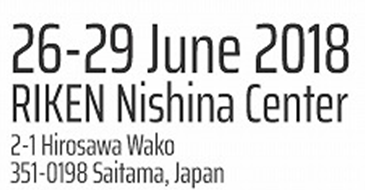 26-29 June 2018
RIKEN Nishina Center
2-1 Hirosawa Wako
351-0198 Saitama, Japan